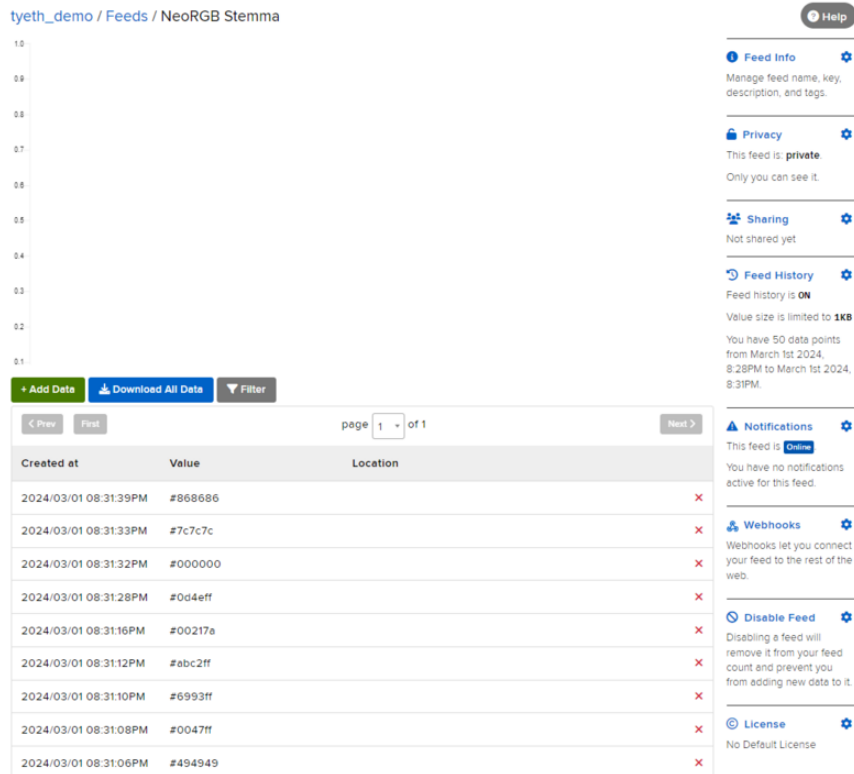 tyeth_demo / Feeds / NeoRGB Stemma
Help
1.0
0.9
0.8
0.7
0.6
0.5
0.4
0.3
0.2
0.1
+ Add Data
Download All Data
Filter
< Prev
First
page 1 of 1
Next >
Created at Value Location
2024/03/01 08:31:39PM #868686 ×
2024/03/01 08:31:33PM #7c7c7c ×
2024/03/01 08:31:32PM #000000 ×
2024/03/01 08:31:28PM #0d4eff ×
2024/03/01 08:31:16PM #00217a ×
2024/03/01 08:31:12PM #abc2ff ×
2024/03/01 08:31:10PM #6993ff ×
2024/03/01 08:31:08PM #0047ff ×
2024/03/01 08:31:06PM #494949 ×
Feed Info
Manage feed name, key,
description, and tags.
Privacy
This feed is: private.
Only you can see it.
Sharing
Not shared yet
Feed History
Feed history is ON
Value size is limited to 1KB
You have 50 data points
from March 1st 2024,
8:28PM to March 1st 2024,
8:31PM.
Notifications
This feed is Online
You have no notifications
active for this feed.
Webhooks
Webhooks let you connect
your feed to the rest of the
web.
Disable Feed
Disabling a feed will
remove it from your feed
count and prevent you
from adding new data to it.
© License
No Default License